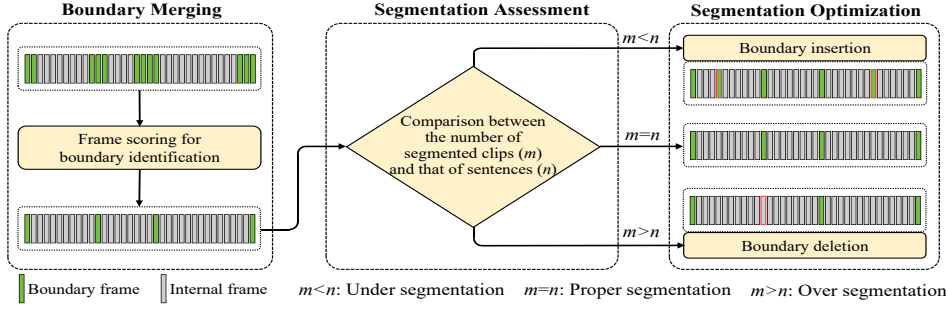 Boundary Merging
Segmentation Assessment
Segmentation Optimization
Frame scoring for
boundary identification
Comparison between
the number of
segmented clips (m)
and that of sentences (n)
m<n
m=n
m>n
Boundary insertion
Boundary deletion
Boundary frame
Internal frame
m<n: Under segmentation
m=n: Proper segmentation
m>n: Over segmentation